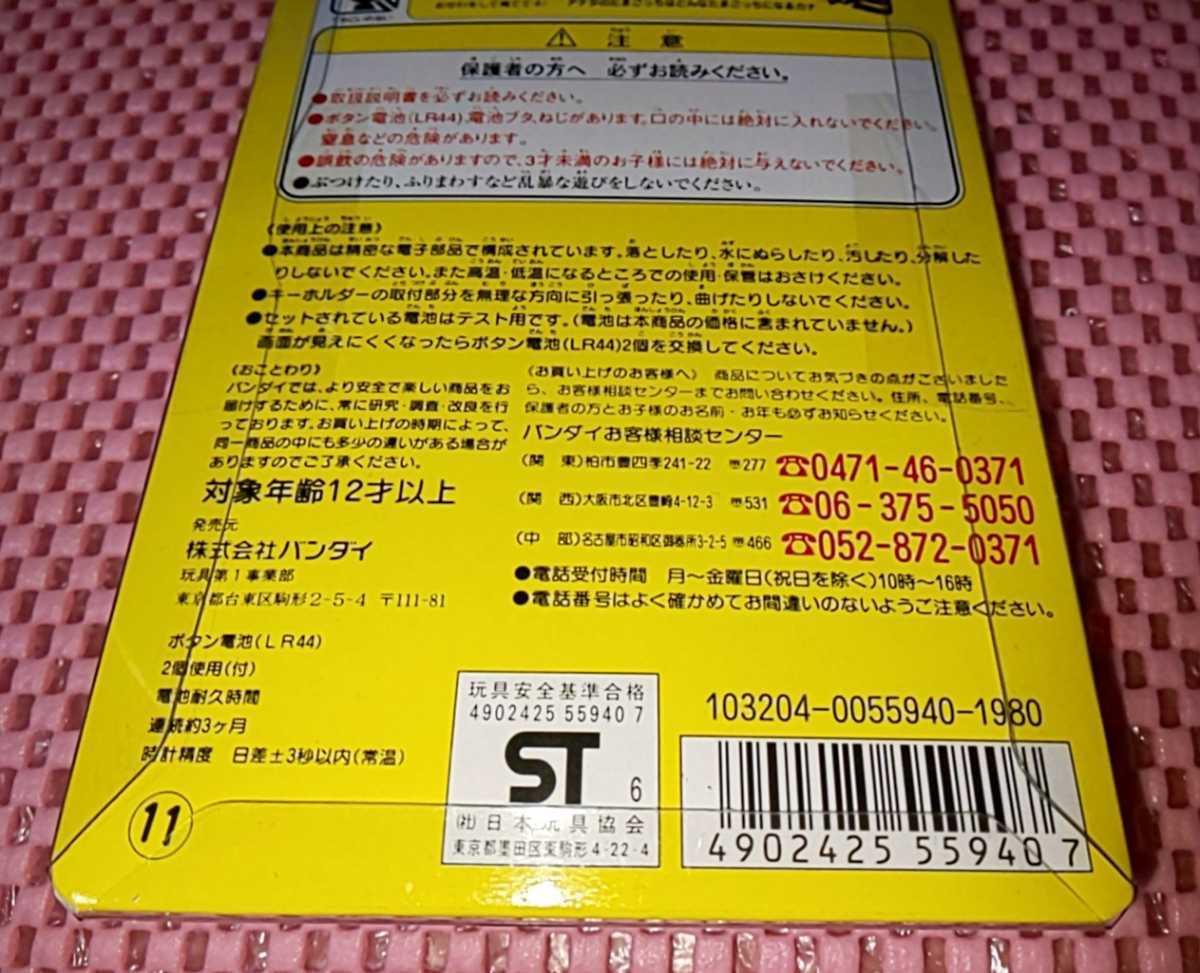 注意
保護者の方へ 必ずお読みください。
●取扱説明書を必ずお読みください。
●ボタン電池(LR44)、電池フタ、ねじがあります。口の中には絶対に入れないでください。
窒息などの危険があります。
●誤飲の危険がありますので、3才未満のお子様には絶対に与えないでください。
●ぶつけたり、ふりまわすなど乱暴な遊びをしないでください。
《使用上の注意》
●本商品は精密な電子部品で構成されています。落としたり、水にぬらしたり、汚したり、分解した
りしないでください。また高温・低温になるところでの使用・保管はおさけください。
●キーホルダーの取付部分を無理な方向に引っ張ったり、曲げたりしないでください。
●セットされている電池はテスト用です。(電池は本商品の価格に含まれていません。)
画面が見えにくくなったらボタン電池(LR44)2個を交換してください。
《おことわり》
バンダイでは、より安全で楽しい商品をお
届けするために、常に研究・調査・改良を行
っております。お買い上げの時期によって、
同一商品の中にも多少の違いがある場合が
ありますのでご了承ください。
対象年齢12才以上
発売元
株式会社バンダイ
玩具第1事業部
東京都台東区駒形2-5-4 〒111-81
〈お買い上げのお客様へ〉 商品についてお気づきの点がございました
ら、お客様相談センターまでお問い合わせください。住所、電話番号、
保護者の方とお子様のお名前・お年も必ずお知らせください。
バンダイお客様相談センター
(関 東)柏市豊四季241-22 〒277 ☎0471-46-0371
(関 西)大阪市北区豊崎4-12-3 〒531 ☎06-375-5050
(中 部)名古屋市昭和区御器所3-2-5 〒466 ☎052-872-0371
●電話受付時間 月〜金曜日(祝日を除く)10時〜16時
●電話番号はよく確かめてお間違いのないようご注意ください。
ボタン電池(LR44)
2個使用(付)
電池耐久時間
連続約3ヶ月
時計精度 日差±3秒以内(常温)
11
玩具安全基準合格
4902425 55940 7
ST 6
(社)日本玩具協会
東京都墨田区東駒形4-22-4
103204-0055940-1980
4902425 559407